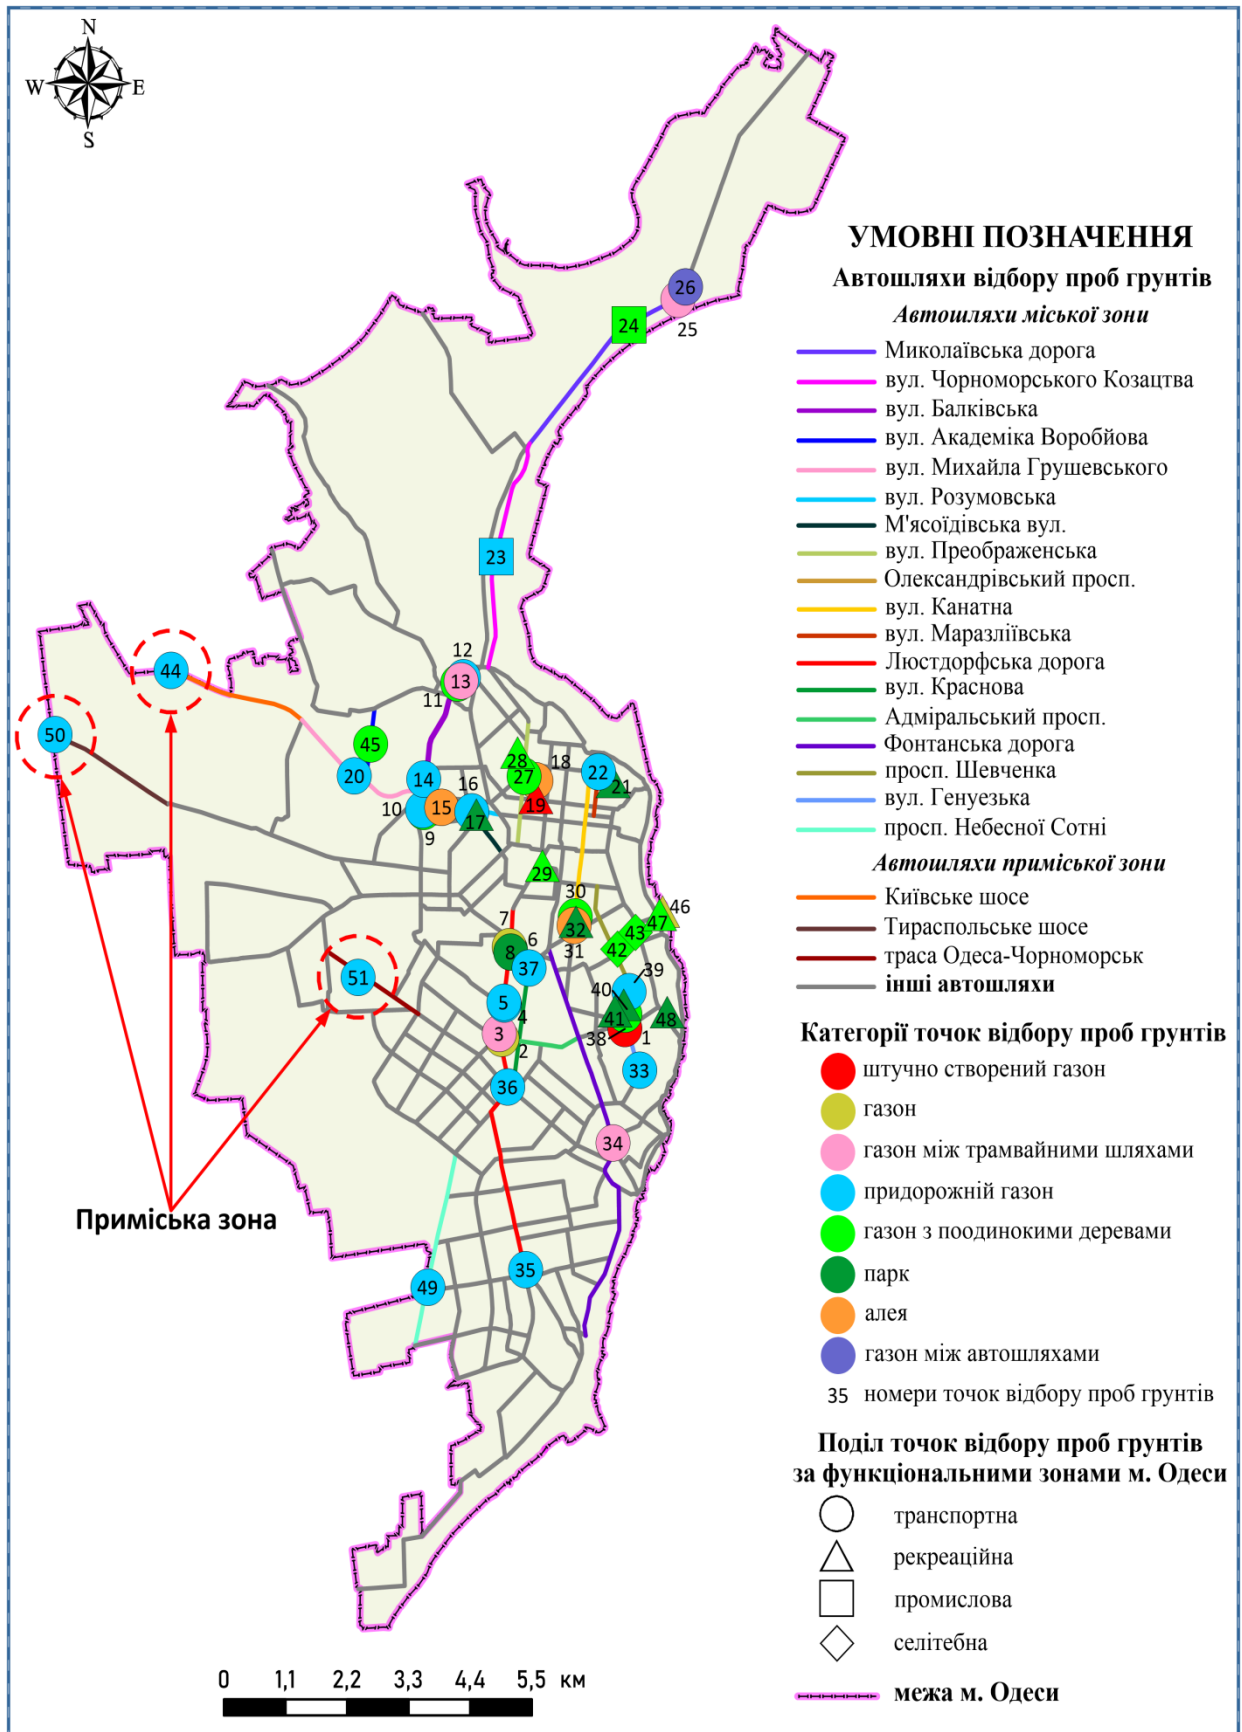 N
W
E
S
УМОВНІ ПОЗНАЧЕННЯ
Автошляхи відбору проб грунтів
Автошляхи міської зони
Миколаївська дорога
вул. Чорноморського Козацтва
вул. Балківська
вул. Академіка Воробйова
вул. Михайла Грушевського
вул. Розумовська
М'ясоїдівська вул.
вул. Преображенська
Олександрівський просп.
вул. Канатна
вул. Маразліївська
Люстдорфська дорога
вул. Краснова
Адміральський просп.
Фонтанська дорога
просп. Шевченка
вул. Генуезька
просп. Небесної Сотні
Автошляхи приміської зони
Київське шосе
Тираспольське шосе
траса Одеса-Чорноморськ
інші автошляхи
Категорії точок відбору проб грунтів
штучно створений газон
газон
газон між трамвайними шляхами
придорожній газон
газон з поодинокими деревами
парк
алея
газон між автошляхами
35 номери точок відбору проб грунтів
Поділ точок відбору проб грунтів
за функціональними зонами м. Одеси
транспортна
рекреаційна
промислова
селітебна
межа м. Одеси
26
25
24
23
12
13
11
44
50
45
20
14
10
15
9
16
17
28
18
27
19
22
21
29
30
32
31
46
47
43
42
7
6
8
37
51
5
4
3
2
36
39
40
41
38
1
48
33
34
35
49
Приміська зона
0 1,1 2,2 3,3 4,4 5,5 км